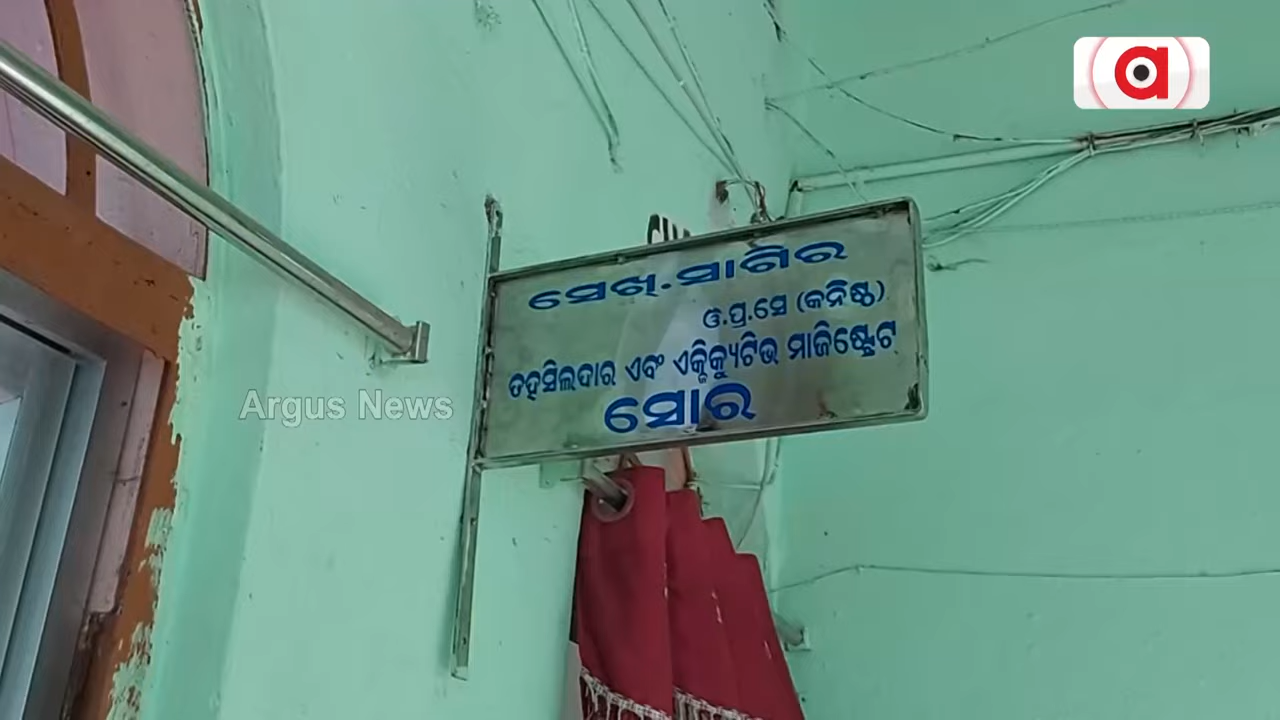 ସେଖ୍.ସାଗିର
ଓ.ପ୍ର.ସେ (କନିଷ୍ଠ)
ତହସିଲଦାର ଏବଂ ଏକ୍ଜିକ୍ୟୁଟିଭ୍ ମାଜିଷ୍ଟ୍ରେଟ୍
ସୋର
Argus News